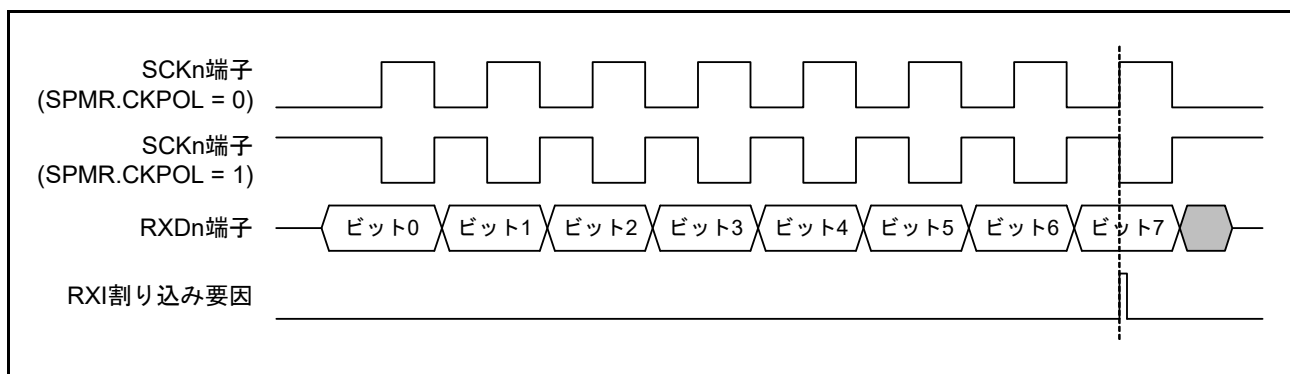 SCKn端子
(SPMR.CKPOL = 0)
SCKn端子
(SPMR.CKPOL = 1)
RXDn端子
ビット0 ビット1 ビット2 ビット3 ビット4 ビット5 ビット6 ビット7
RXI割り込み要因